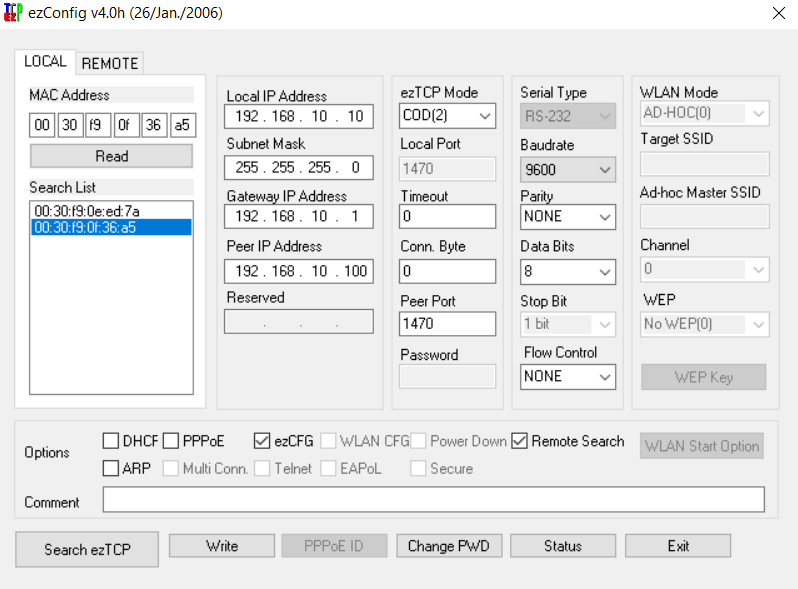 TCP
ezConfig v4.0h (26/Jan./2006)
LOCAL
REMOTE
MAC Address
00 30 f9 0f 36 a5
Read
Search List
00:30:f9:0e:ed:7a
00:30:f9:0f:36:a5
Local IP Address
192 . 168 . 10 . 10
Subnet Mask
255 . 255 . 255 . 0
Gateway IP Address
192 . 168 . 10 . 1
Peer IP Address
192 . 168 . 10 . 100
Reserved
. . .
ezTCP Mode
COD(2)
Local Port
1470
Timeout
0
Conn. Byte
0
Peer Port
1470
Password
Serial Type
RS-232
Baudrate
9600
Parity
NONE
Data Bits
8
Stop Bit
1 bit
Flow Control
NONE
WLAN Mode
AD-HOC(0)
Target SSID
Ad-hoc Master SSID
Channel
0
WEP
No WEP(0)
WEP Key
Options
DHCF PPPoE ezCFG WLAN CFG Power Down Remote Search
ARP Multi Conn. Telnet EAPoL Secure
WLAN Start Option
Comment
Search ezTCP
Write
PPPoE ID
Change PWD
Status
Exit